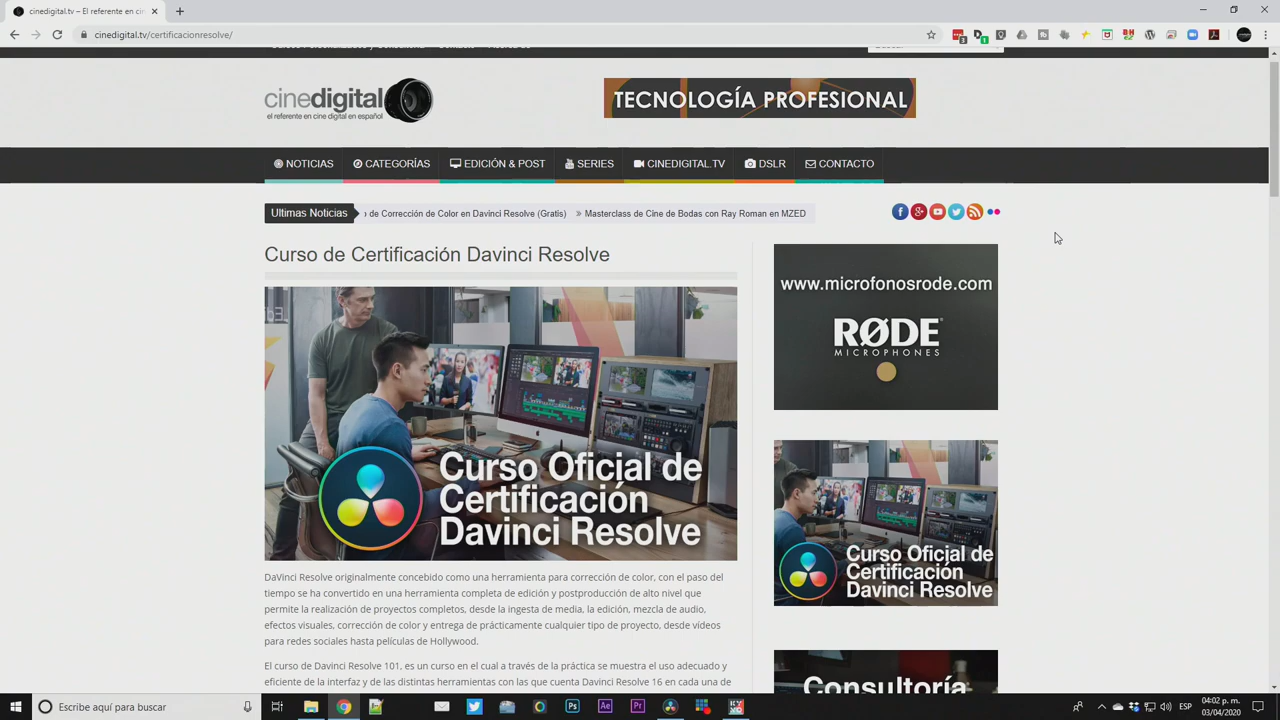 cinedigital.tv – El referente en cin
cinedigital.tv/certificacionresolve/
cinedigital
el referente en cine digital en español
TECNOLOGÍA PROFESIONAL
NOTICIAS
CATEGORÍAS
EDICIÓN & POST
SERIES
CINEDIGITAL.TV
DSLR
CONTACTO
Ultimas Noticias
de Corrección de Color en Davinci Resolve (Gratis) » Masterclass de Cine de Bodas con Ray Roman en MZED
Curso de Certificación Davinci Resolve
Curso Oficial de
Certificación
Davinci Resolve
DaVinci Resolve originalmente concebido como una herramienta para corrección de color, con el paso del
tiempo se ha convertido en una herramienta completa de edición y postproducción de alto nivel que
permite la realización de proyectos completos, desde la ingesta de media, la edición, mezcla de audio,
efectos visuales, corrección de color y entrega de prácticamente cualquier tipo de proyecto, desde vídeos
para redes sociales hasta películas de Hollywood.
El curso de Davinci Resolve 101, es un curso en el cual a través de la práctica se muestra el uso adecuado y
eficiente de la interfaz y de las distintas herramientas con las que cuenta Davinci Resolve 16 en cada una de
www.microfonosrode.com
RØDE
MICROPHONES
Curso Oficial de
Certificación
Davinci Resolve
Consultoría
Escribe aquí para buscar
ESP
04:02 p. m.
03/04/2020